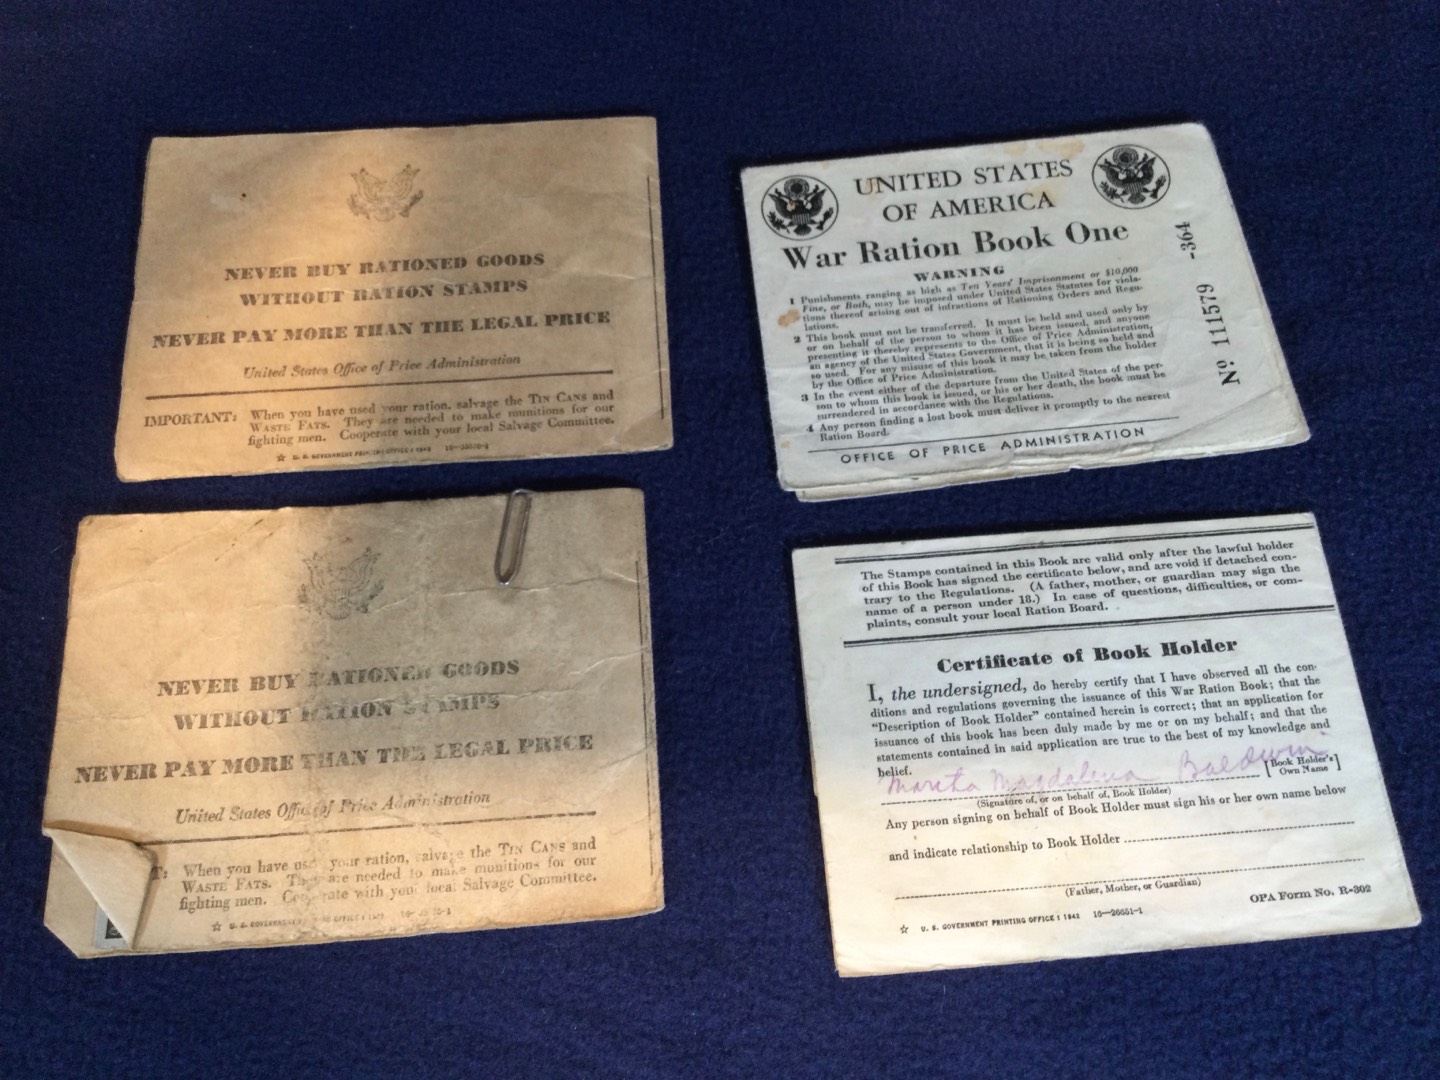 NEVER BUY RATIONED GOODS
WITHOUT RATION STAMPS
NEVER PAY MORE THAN THE LEGAL PRICE
United States Office of Price Administration
IMPORTANT: When you have used your ration, salvage the TIN CANS and
WASTE FATS. They are needed to make munitions for our
fighting men. Cooperate with your local Salvage Committee.
☆ U. S. GOVERNMENT PRINTING OFFICE : 1942
UNITED STATES
OF AMERICA
War Ration Book One
WARNING
1 Punishments ranging as high as Ten Years' Imprisonment or $10,000
Fine, or Both, may be imposed under United States Statutes for viola-
tions thereof arising out of infractions of Rationing Orders and Regu-
lations.
2 This book must not be transferred. It must be held and used only by
or on behalf of the person to whom it has been issued, and anyone
presenting it thereby represents to the Office of Price Administration,
an agency of the United States Government, that it is being so held and
so used. For any misuse of this book it may be taken from the holder
by the Office of Price Administration.
3 In the event either of the departure from the United States of the per-
son to whom this book is issued, or his or her death, the book must be
surrendered in accordance with the Regulations.
4 Any person finding a lost book must deliver it promptly to the nearest
Ration Board.
OFFICE OF PRICE ADMINISTRATION
№ 111579 -364
NEVER BUY RATIONED GOODS
WITHOUT RATION STAMPS
NEVER PAY MORE THAN THE LEGAL PRICE
United States Office of Price Administration
T: When you have used your ration, salvage the TIN CANS and
WASTE FATS. They are needed to make munitions for our
fighting men. Cooperate with your local Salvage Committee.
☆ U. S. GOVERNMENT OFFICE :
The Stamps contained in this Book are valid only after the lawful holder
of this Book has signed the certificate below, and are void if detached con-
trary to the Regulations. (A father, mother, or guardian may sign the
name of a person under 18.) In case of questions, difficulties, or com-
plaints, consult your local Ration Board.
Certificate of Book Holder
I, the undersigned, do hereby certify that I have observed all the con-
ditions and regulations governing the issuance of this War Ration Book; that the
"Description of Book Holder" contained herein is correct; that an application for
issuance of this book has been duly made by me or on my behalf; and that the
statements contained in said application are true to the best of my knowledge and
belief.
Marta Magdalena Baldwin [Book Holder's Own Name]
(Signature of, or on behalf of, Book Holder)
Any person signing on behalf of Book Holder must sign his or her own name below
and indicate relationship to Book Holder
(Father, Mother, or Guardian)
OPA Form No. R-302
☆ U. S. GOVERNMENT PRINTING OFFICE : 1942 16—26651-1